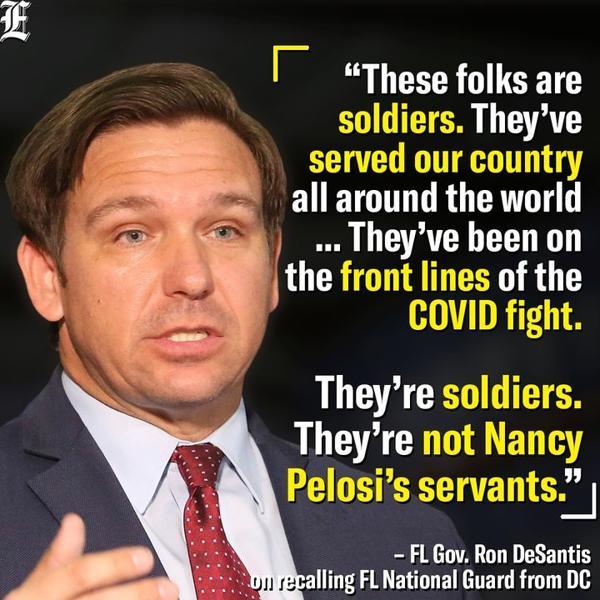 E
“These folks are
soldiers. They’ve
served our country
all around the world
... They’ve been on
the front lines of the
COVID fight.
They’re soldiers.
They’re not Nancy
Pelosi’s servants.”
– FL Gov. Ron DeSantis
on recalling FL National Guard from DC